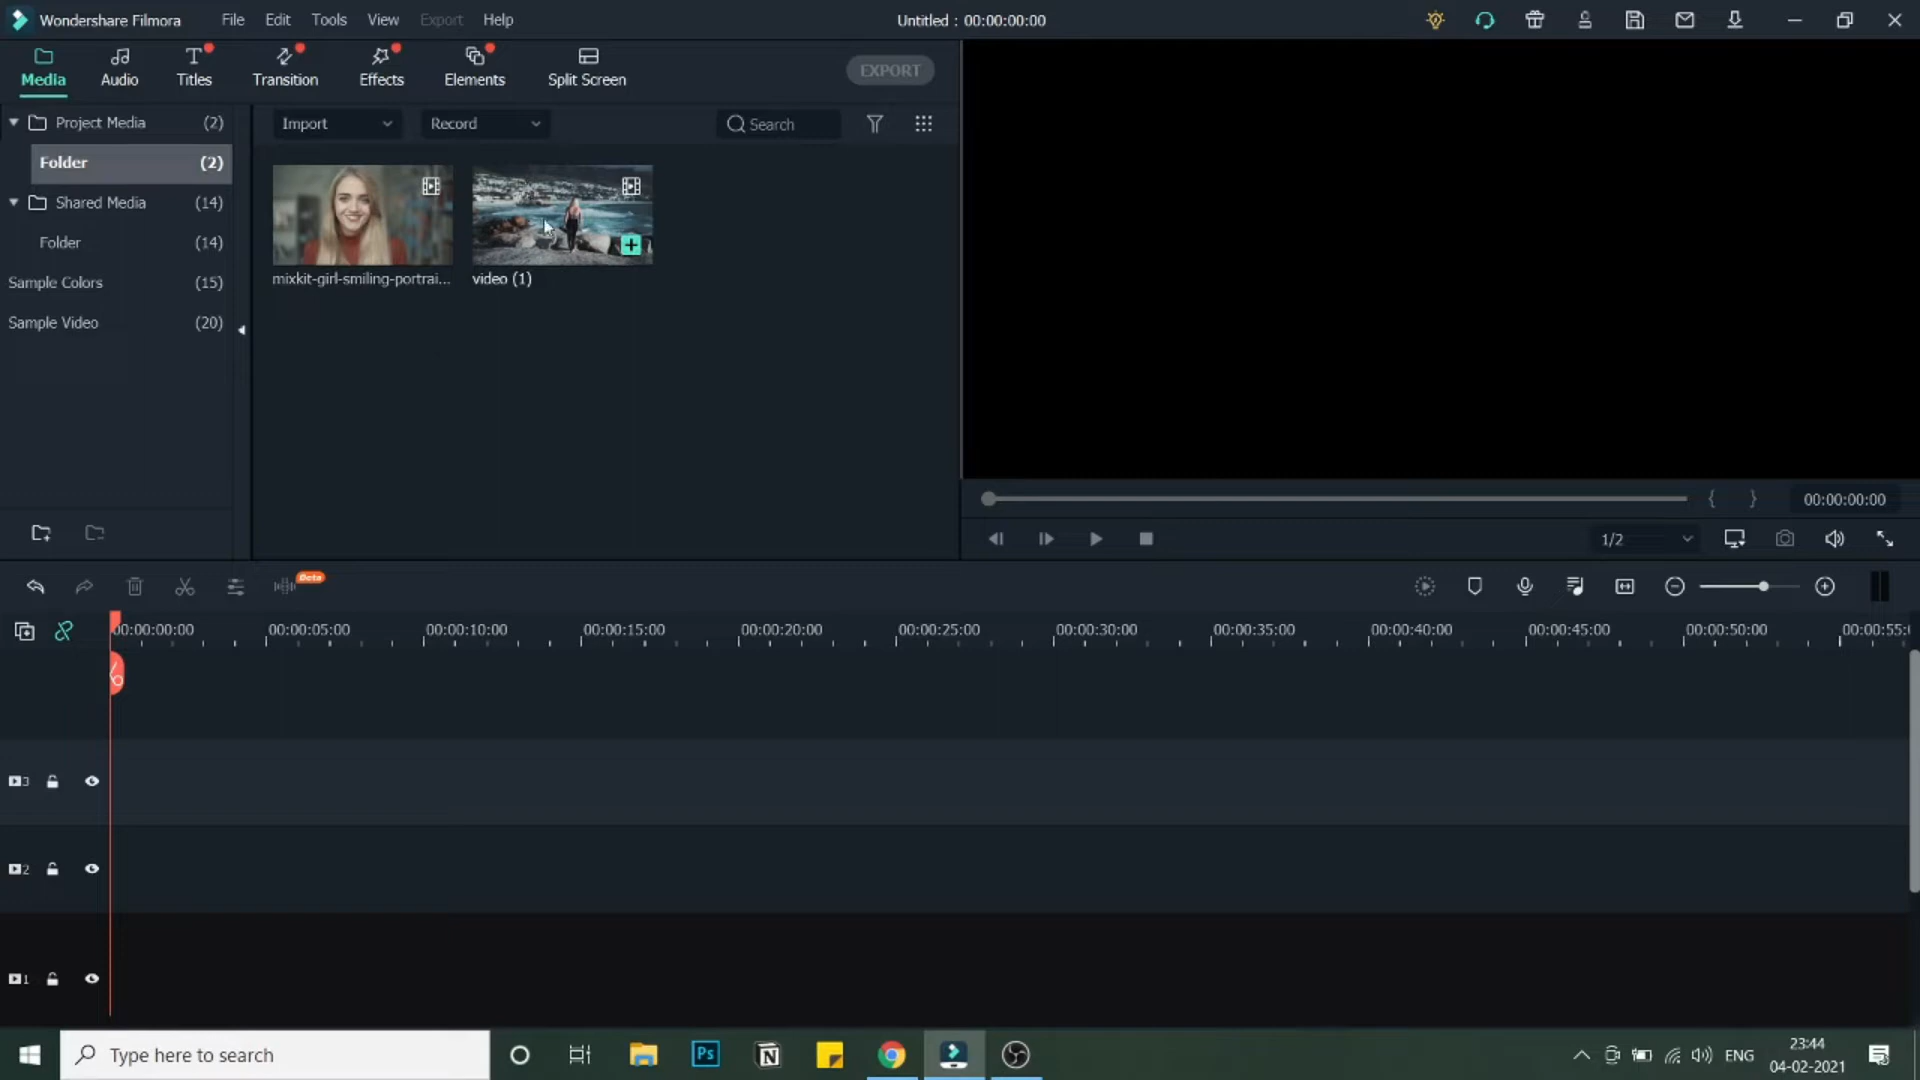 Wondershare Filmora File Edit Tools View Export Help Untitled : 00:00:00:00
Media Audio Titles Transition Effects Elements Split Screen EXPORT
Project Media (2)
Import Record Search
Folder (2)
Shared Media (14)
Folder (14)
Sample Colors (15)
Sample Video (20)
mixkit-girl-smiling-portrai... video (1)
00:00:00:00
1/2
Beta
00:00:00:00 00:00:05:00 00:00:10:00 00:00:15:00 00:00:20:00 00:00:25:00 00:00:30:00 00:00:35:00 00:00:40:00 00:00:45:00 00:00:50:00 00:00:55:
3
2
1
Type here to search
Ps
N
ENG
23:44
04-02-2021